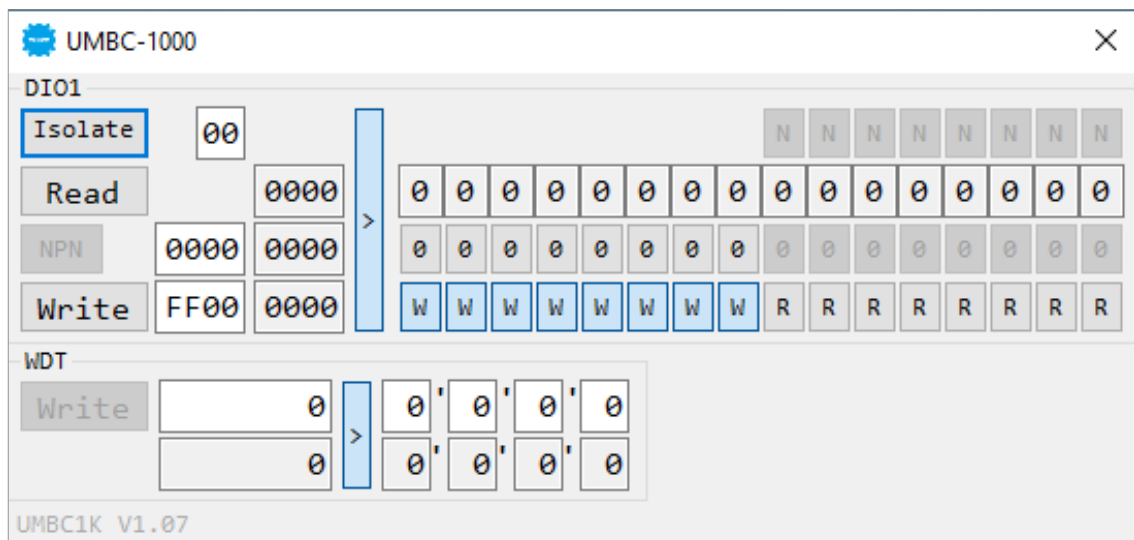 UMBC-1000
DIO1
Isolate 00 N N N N N N N N
Read 0000 0 0 0 0 0 0 0 0 0 0 0 0 0 0 0 0
>
NPN 0000 0000 0 0 0 0 0 0 0 0 0 0 0 0 0 0 0 0
Write FF00 0000 W W W W W W W W R R R R R R R R
WDT
Write 0 0 ' 0 ' 0 ' 0
>
0 0 ' 0 ' 0 ' 0
UMBC1K V1.07